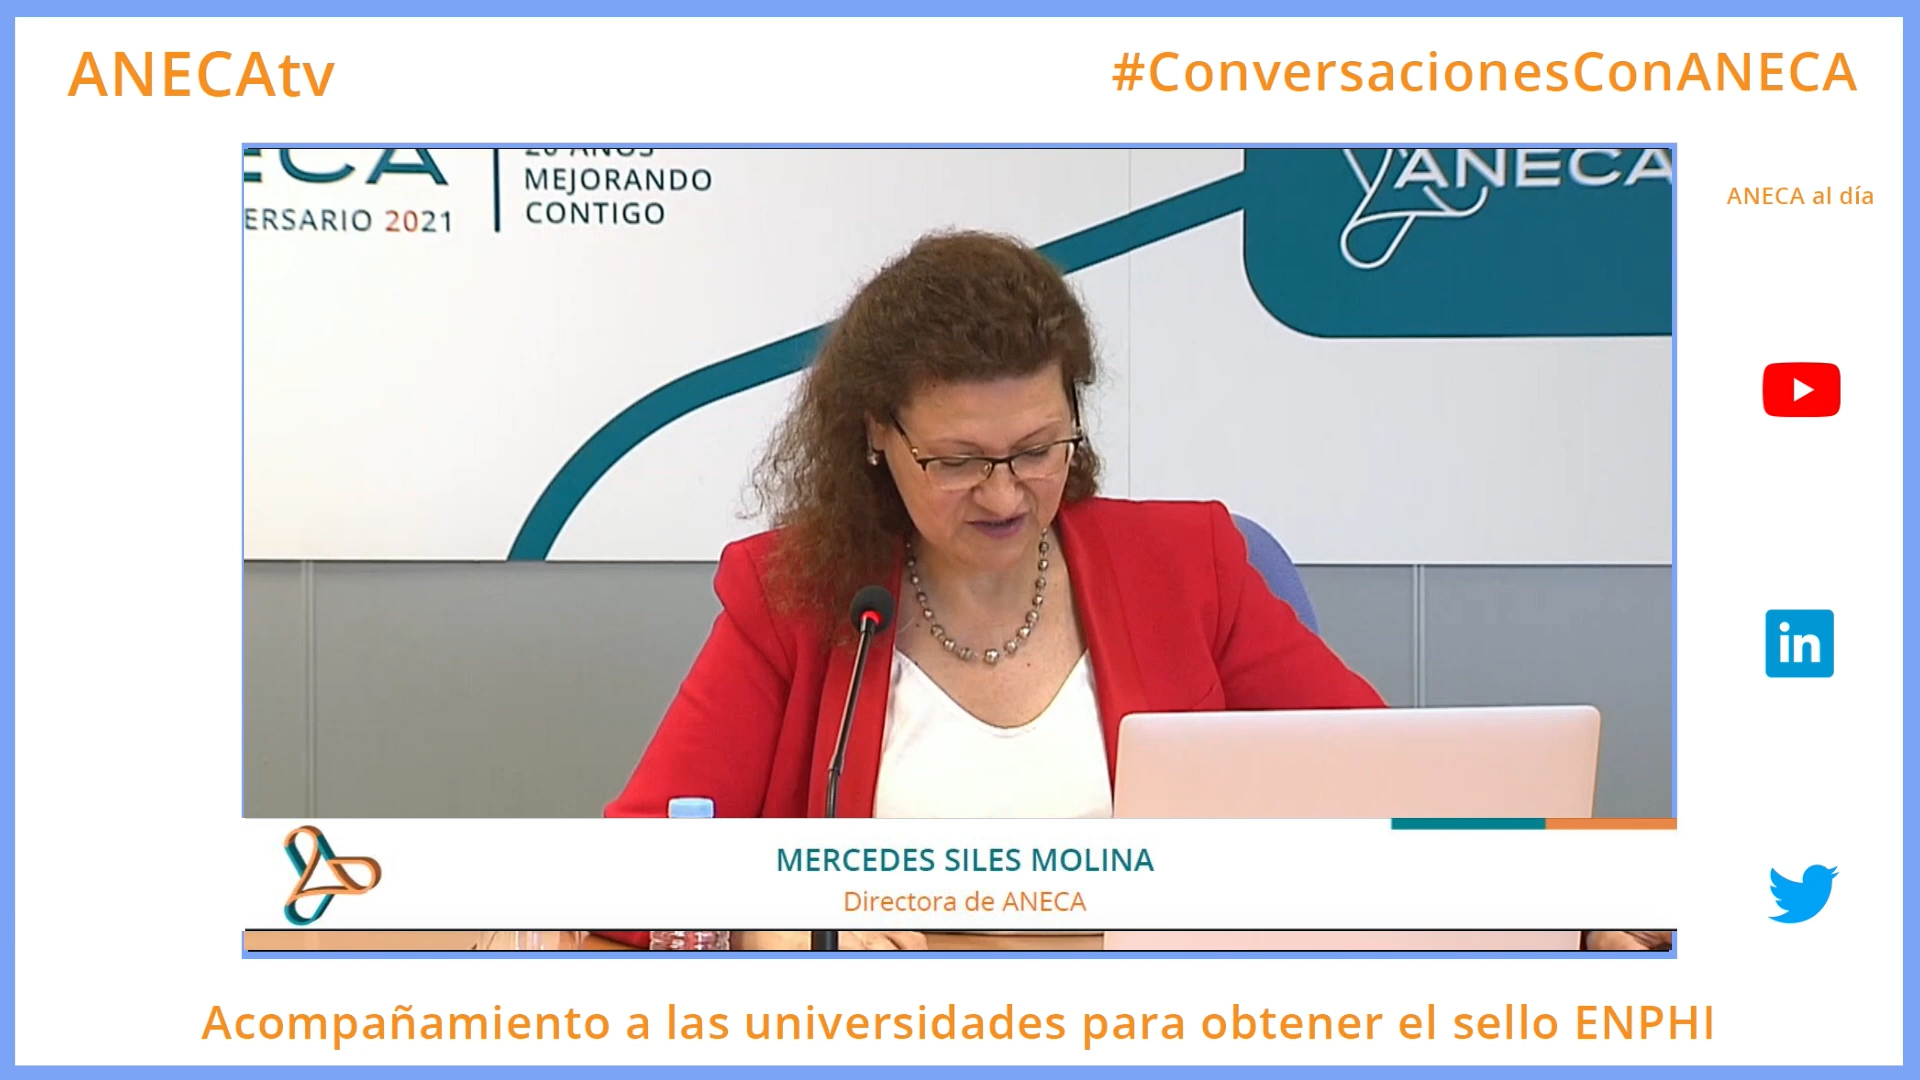 ANECAtv
#ConversacionesConANECA
ANECA al día
MEJORANDO
CONTIGO
2021
ANECA
in
MERCEDES SILES MOLINA
Directora de ANECA
Acompañamiento a las universidades para obtener el sello ENPHI